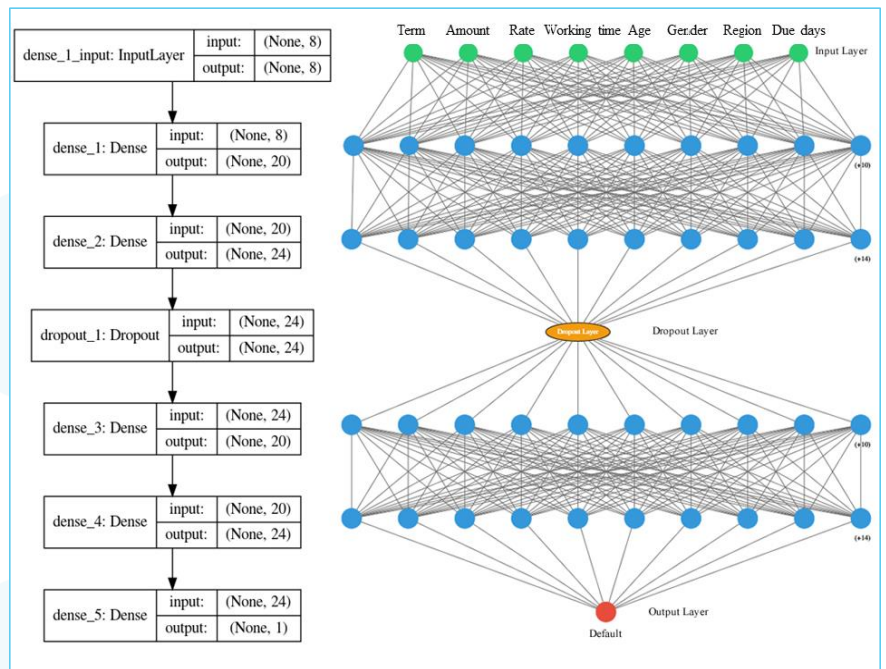 dense_1_input: InputLayer
input: (None, 8)
output: (None, 8)
dense_1: Dense
input: (None, 8)
output: (None, 20)
dense_2: Dense
input: (None, 20)
output: (None, 24)
dropout_1: Dropout
input: (None, 24)
output: (None, 24)
dense_3: Dense
input: (None, 24)
output: (None, 20)
dense_4: Dense
input: (None, 20)
output: (None, 24)
dense_5: Dense
input: (None, 24)
output: (None, 1)
Term Amount Rate Working time Age Gender Region Due days
Input Layer
(+10)
(+14)
Dropout Layer
Dropout Layer
(+10)
(+14)
Output Layer
Default